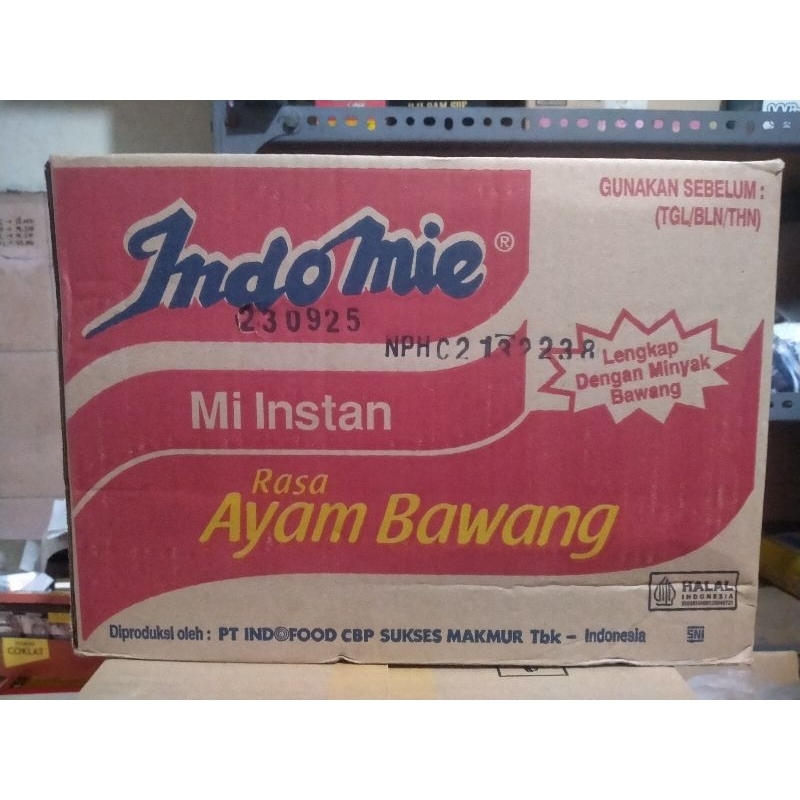 Indomie®
GUNAKAN SEBELUM :
(TGL/BLN/THN)
230925
Lengkap
Dengan Minyak
Bawang
Mi Instan
Rasa
Ayam Bawang
HALAL
INDONESIA
Diproduksi oleh : PT INDOFOOD CBP SUKSES MAKMUR Tbk – Indonesia
SNI
COKLAT